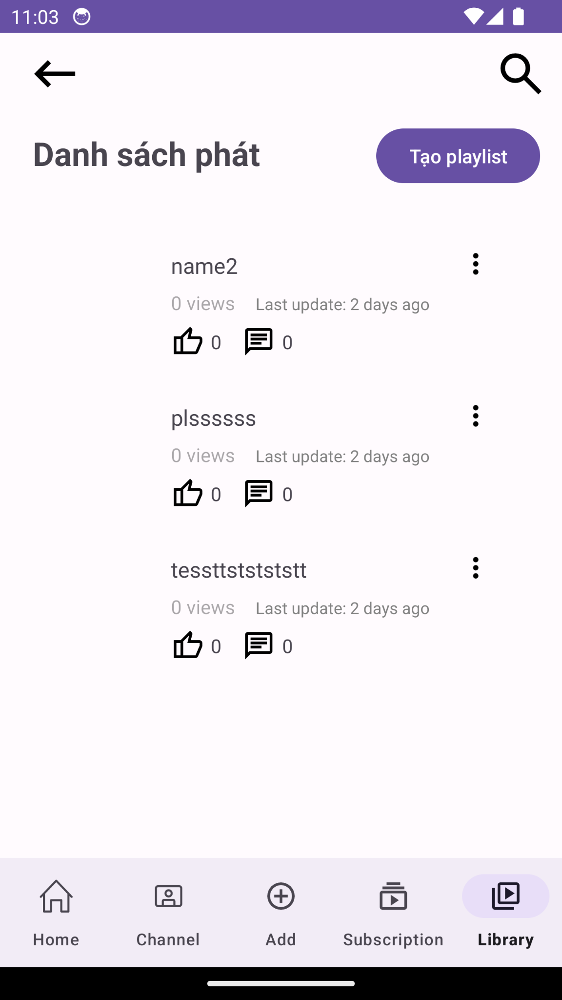 11:03
Danh sách phát
Tạo playlist
name2
0 views Last update: 2 days ago
0 0
plssssss
0 views Last update: 2 days ago
0 0
tessttststststt
0 views Last update: 2 days ago
0 0
Home Channel Add Subscription Library